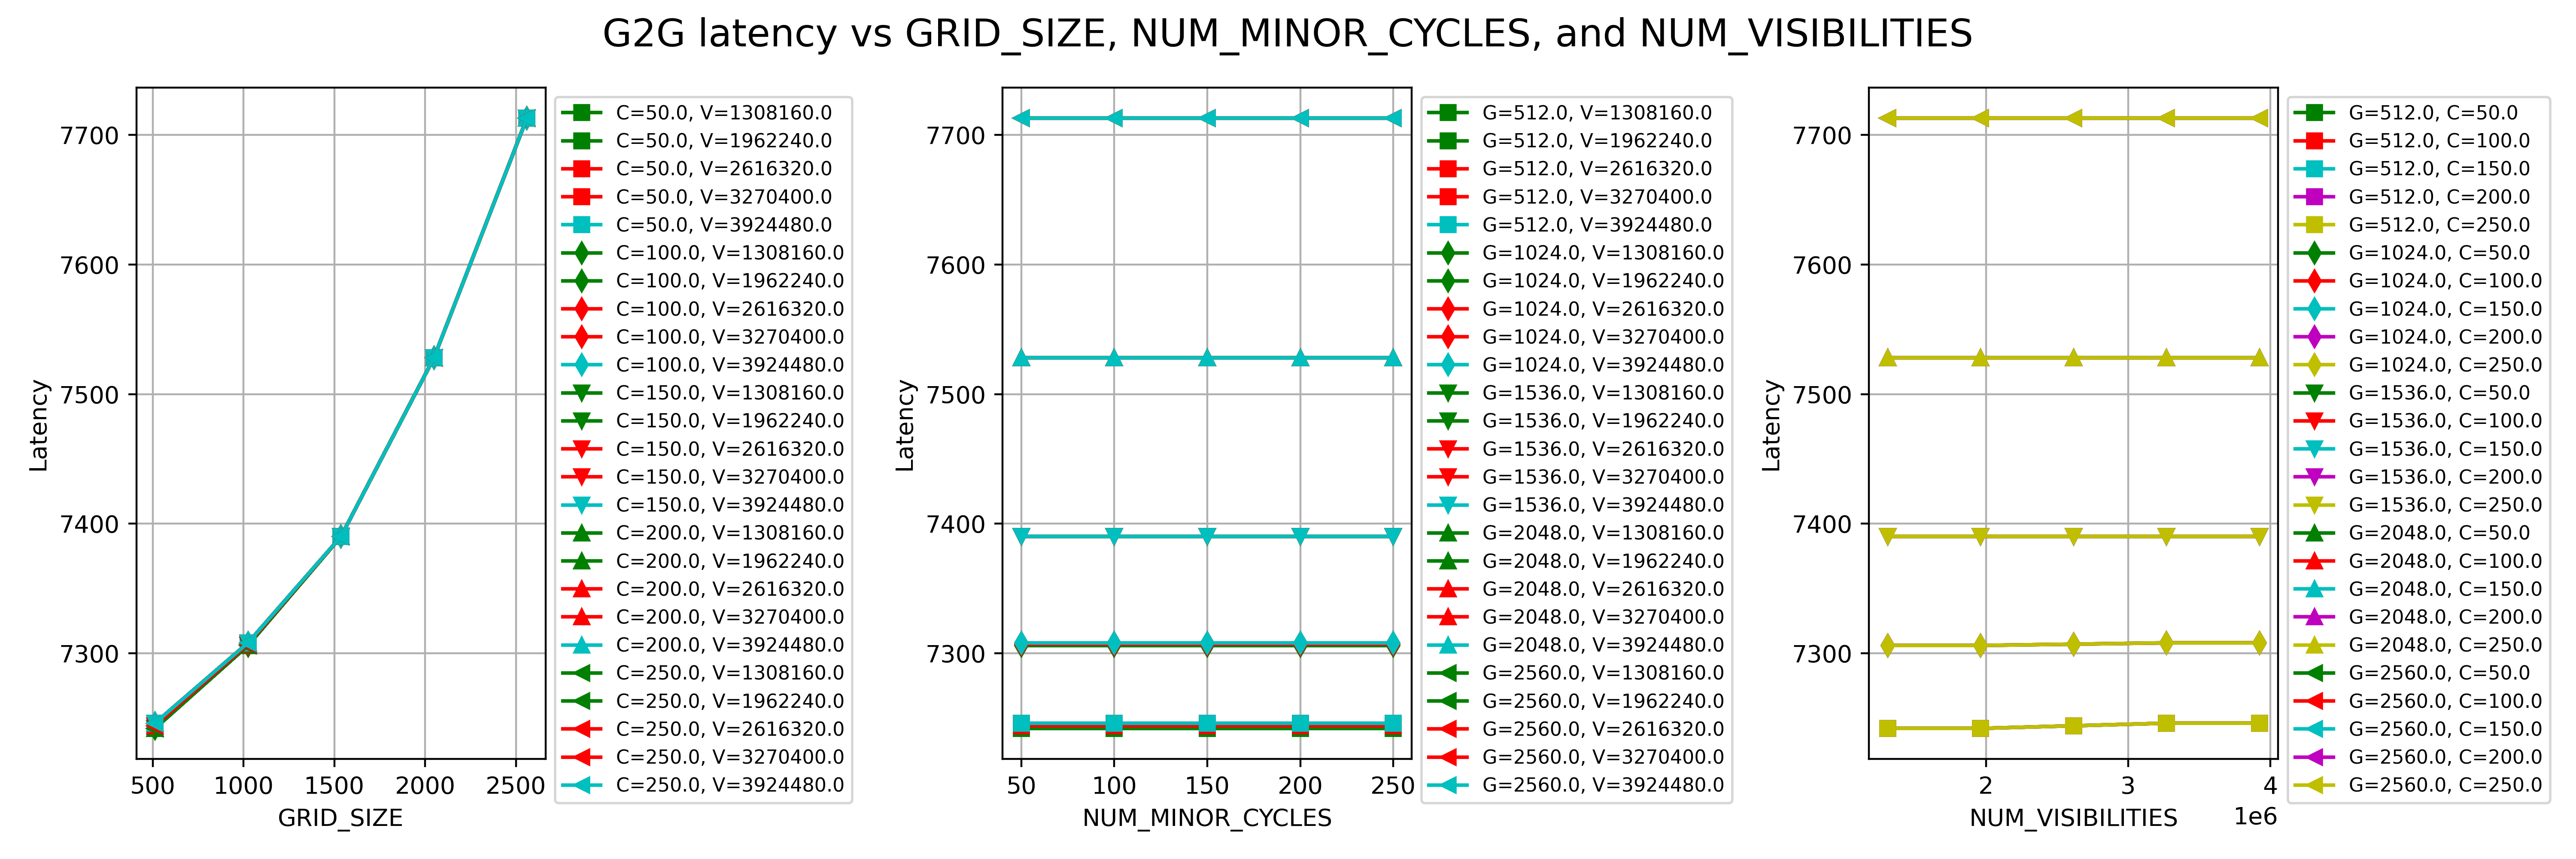 G2G latency vs GRID_SIZE, NUM_MINOR_CYCLES, and NUM_VISIBILITIES
7700
7600
7500
7400
7300
Latency
500 1000 1500 2000 2500
GRID_SIZE
C=50.0, V=1308160.0
C=50.0, V=1962240.0
C=50.0, V=2616320.0
C=50.0, V=3270400.0
C=50.0, V=3924480.0
C=100.0, V=1308160.0
C=100.0, V=1962240.0
C=100.0, V=2616320.0
C=100.0, V=3270400.0
C=100.0, V=3924480.0
C=150.0, V=1308160.0
C=150.0, V=1962240.0
C=150.0, V=2616320.0
C=150.0, V=3270400.0
C=150.0, V=3924480.0
C=200.0, V=1308160.0
C=200.0, V=1962240.0
C=200.0, V=2616320.0
C=200.0, V=3270400.0
C=200.0, V=3924480.0
C=250.0, V=1308160.0
C=250.0, V=1962240.0
C=250.0, V=2616320.0
C=250.0, V=3270400.0
C=250.0, V=3924480.0
7700
7600
7500
7400
7300
Latency
50 100 150 200 250
NUM_MINOR_CYCLES
G=512.0, V=1308160.0
G=512.0, V=1962240.0
G=512.0, V=2616320.0
G=512.0, V=3270400.0
G=512.0, V=3924480.0
G=1024.0, V=1308160.0
G=1024.0, V=1962240.0
G=1024.0, V=2616320.0
G=1024.0, V=3270400.0
G=1024.0, V=3924480.0
G=1536.0, V=1308160.0
G=1536.0, V=1962240.0
G=1536.0, V=2616320.0
G=1536.0, V=3270400.0
G=1536.0, V=3924480.0
G=2048.0, V=1308160.0
G=2048.0, V=1962240.0
G=2048.0, V=2616320.0
G=2048.0, V=3270400.0
G=2048.0, V=3924480.0
G=2560.0, V=1308160.0
G=2560.0, V=1962240.0
G=2560.0, V=2616320.0
G=2560.0, V=3270400.0
G=2560.0, V=3924480.0
7700
7600
7500
7400
7300
Latency
2 3 4
1e6
NUM_VISIBILITIES
G=512.0, C=50.0
G=512.0, C=100.0
G=512.0, C=150.0
G=512.0, C=200.0
G=512.0, C=250.0
G=1024.0, C=50.0
G=1024.0, C=100.0
G=1024.0, C=150.0
G=1024.0, C=200.0
G=1024.0, C=250.0
G=1536.0, C=50.0
G=1536.0, C=100.0
G=1536.0, C=150.0
G=1536.0, C=200.0
G=1536.0, C=250.0
G=2048.0, C=50.0
G=2048.0, C=100.0
G=2048.0, C=150.0
G=2048.0, C=200.0
G=2048.0, C=250.0
G=2560.0, C=50.0
G=2560.0, C=100.0
G=2560.0, C=150.0
G=2560.0, C=200.0
G=2560.0, C=250.0